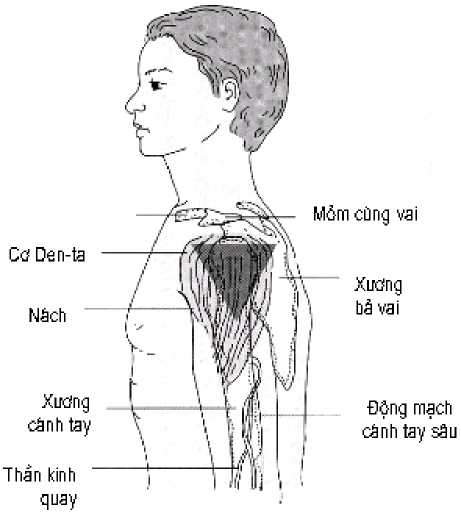 Mỏm cùng vai
Cơ Den-ta
Xương
bả vai
Nách
Xương
cánh tay
Động mạch
cánh tay sâu
Thần kinh
quay